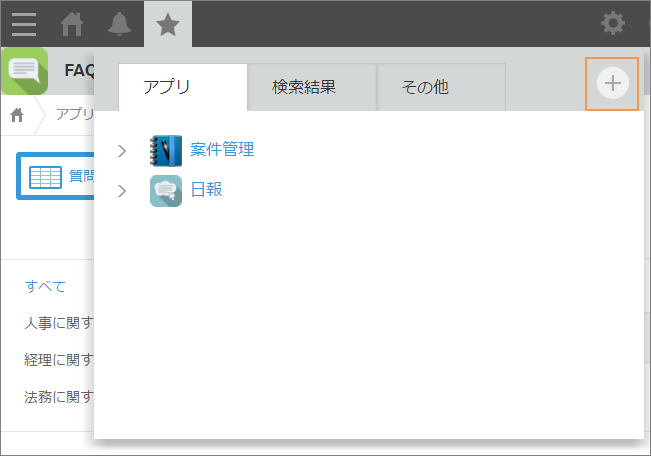 FAQ
アプリ 検索結果 その他
アプリ
案件管理
質問
日報
すべて
人事に関す
経理に関す
法務に関す